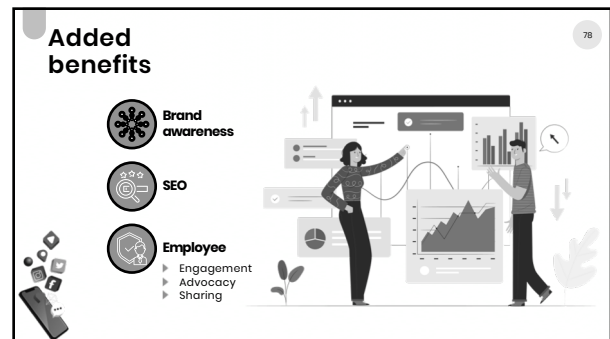 Added
benefits
78
Brand
awareness
SEO
Employee
Engagement
Advocacy
Sharing